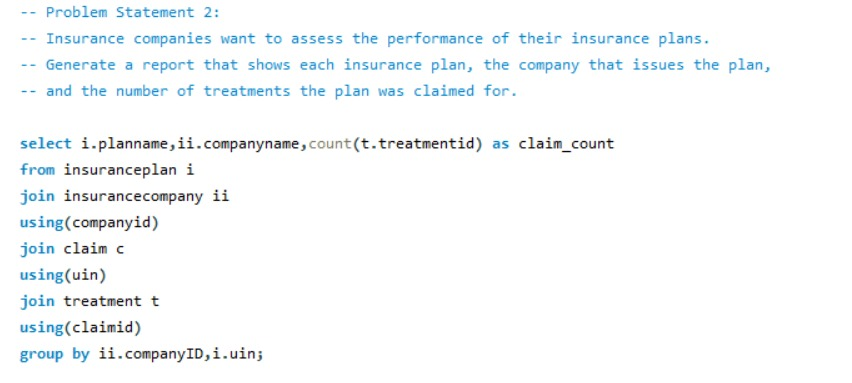 -- Problem Statement 2:
-- Insurance companies want to assess the performance of their insurance plans.
-- Generate a report that shows each insurance plan, the company that issues the plan,
-- and the number of treatments the plan was claimed for.
select i.planname,ii.companyname,count(t.treatmentid) as claim_count
from insuranceplan i
join insurancecompany ii
using(companyid)
join claim c
using(uin)
join treatment t
using(claimid)
group by ii.companyID,i.uin;